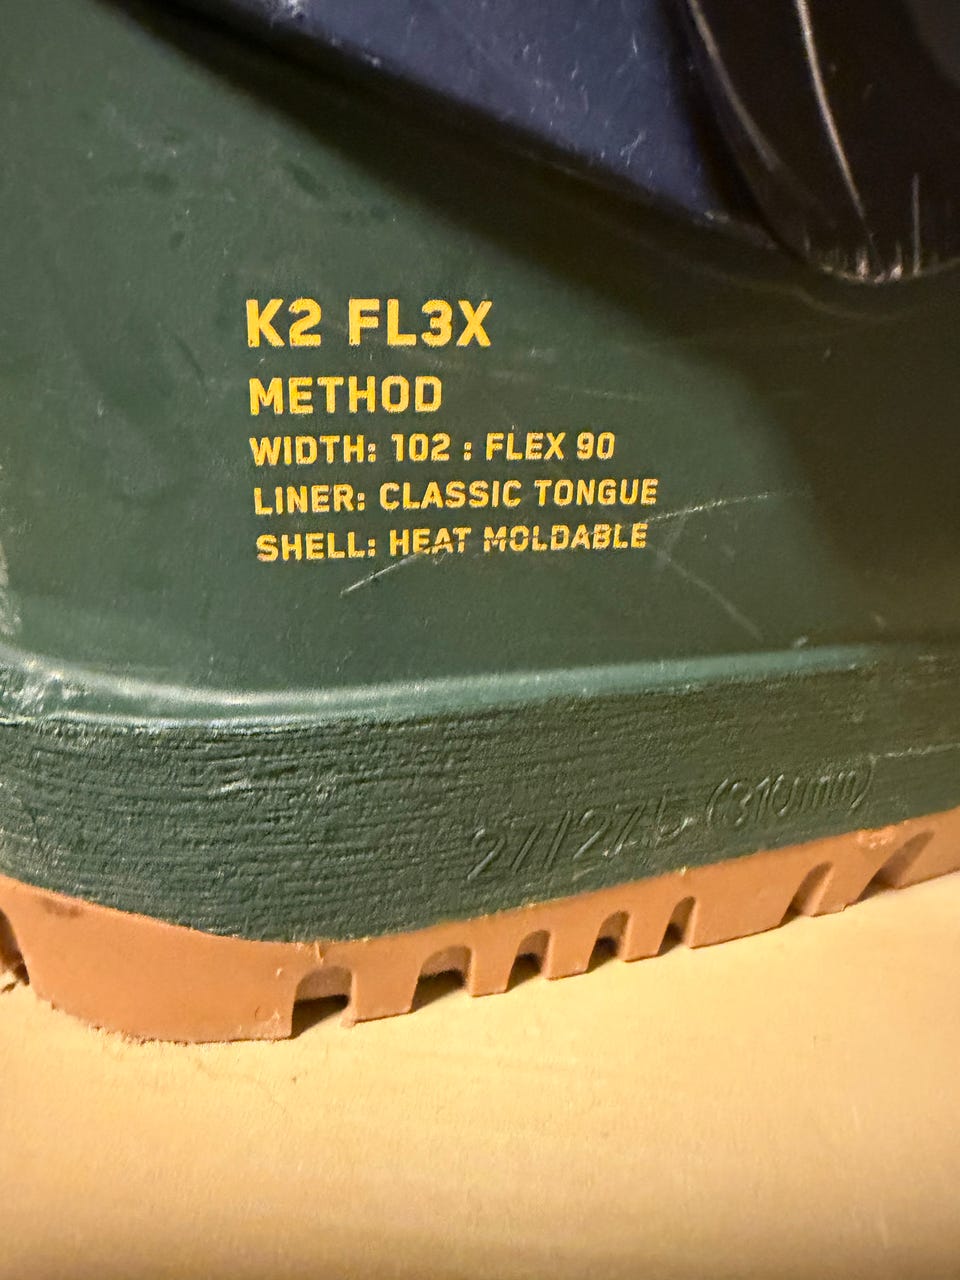 K2 FL3X
METHOD
WIDTH: 102 : FLEX 90
LINER: CLASSIC TONGUE
SHELL: HEAT MOLDABLE
27/27.5 (310mm)